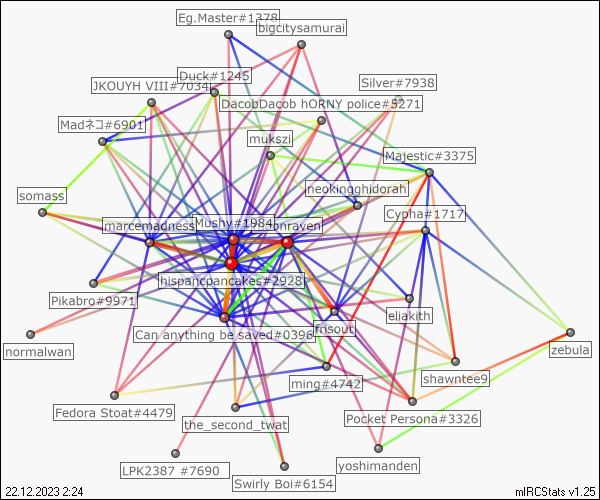 Eg.Master#1378
bigcitysamurai
Duck#1245
Silver#7938
JKOUYH VIII#7034
DacobDacob hORNY police#5271
Madネコ#6901
mukszi
Majestic#3375
neokingghidorah
somass
Cypha#1717
marcemadness
Mushy#1984
onraven
hispancpancakes#2928
Pikabro#9971
eliakith
frisout
Can anything be saved#0396
normalwan
zebula
shawntee9
ming#4742
Fedora Stoat#4479
Pocket Persona#3326
the_second_twat
yoshimanden
LPK2387 #7690
Swirly Boi#6154
22.12.2023 2:24
mIRCStats v1.25